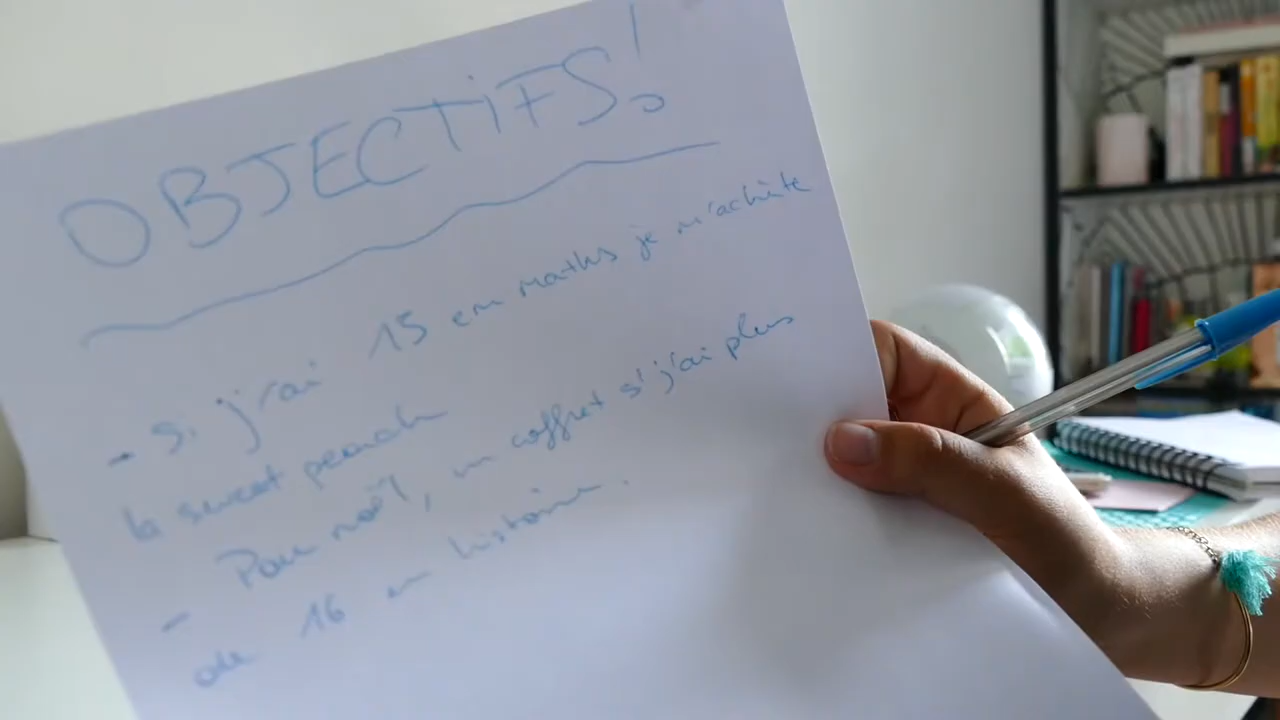 OBJECTIFS!
- si j'ai 15 en maths je m'achète
la sweet peach
- Pour noël, un coffret si j'ai plus
de 16 en histoire.